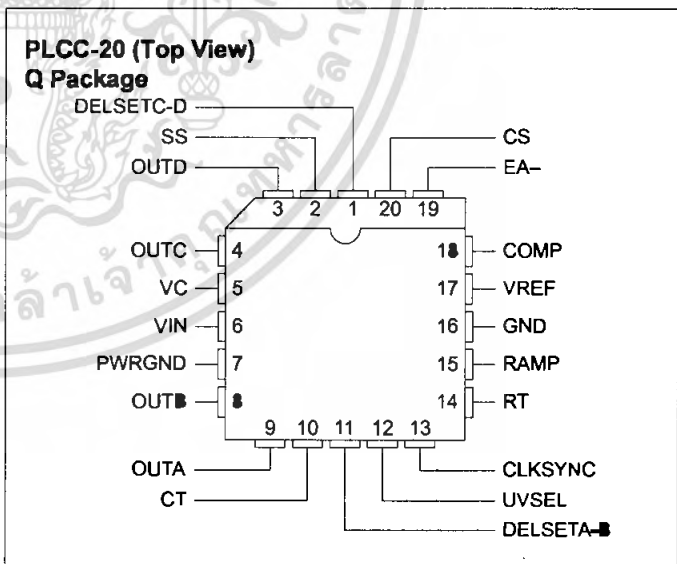 PLCC-20 (Top View)
Q Package
DELSETC-D
SS
OUTD
CS
EA–
3 2 1 20 19
OUTC 4
18 COMP
VC 5
17 VREF
VIN 6
16 GND
PWRGND 7
15 RAMP
OUTB 8
14 RT
9 10 11 12 13
OUTA
CT
CLKSYNC
UVSEL
DELSETA-B